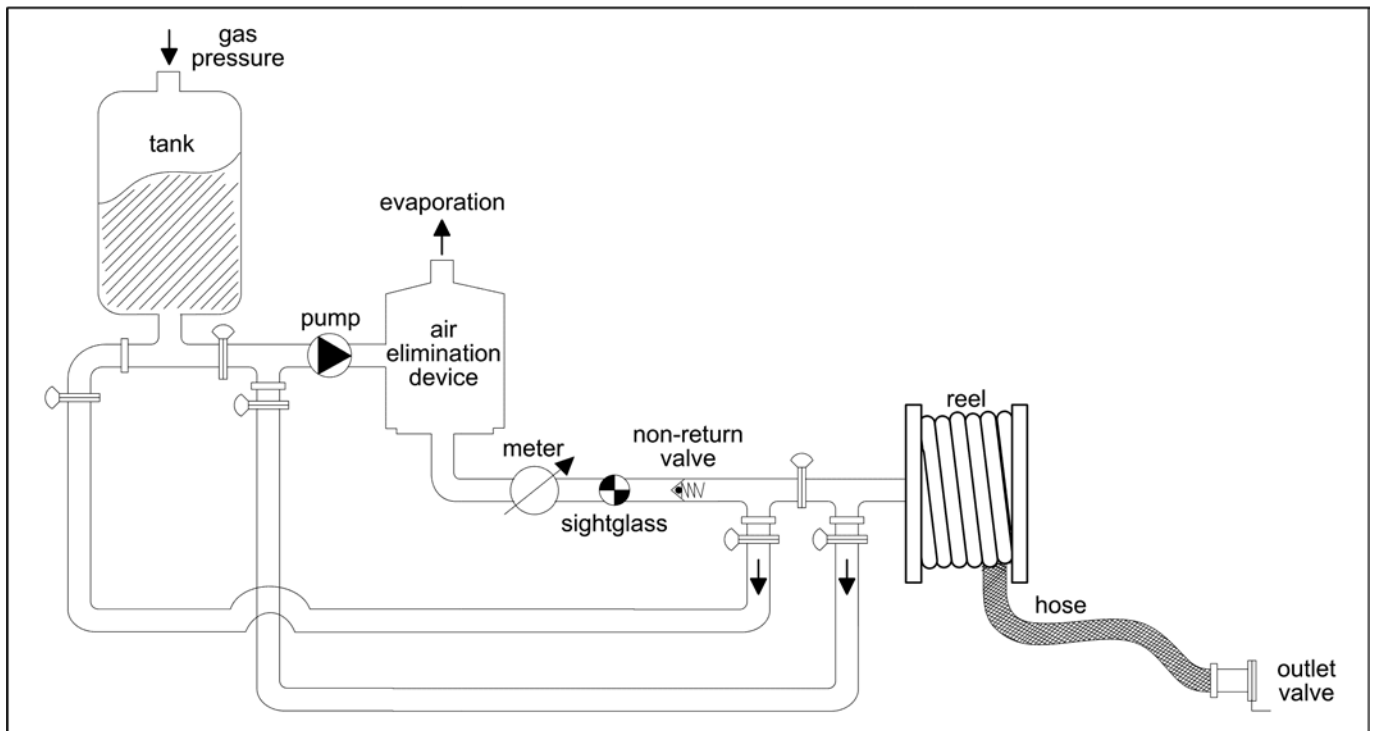 gas
pressure
tank
evaporation
pump
air
elimination
device
reel
meter
non-return
valve
sightglass
hose
outlet
valve